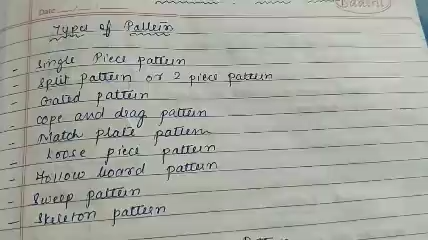 Date
Types of Pattern
- Single Piece pattern
- Split pattern or 2 piece pattern
- Gated pattern
- cope and drag pattern
- Match plate pattern
- Loose piece pattern
- Follow board pattern
- Sweep pattern
- Skeleton pattern